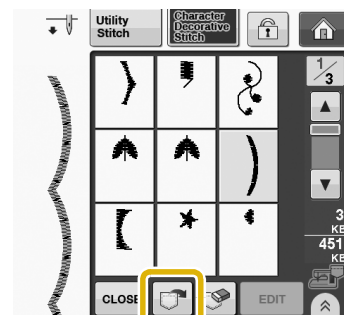 Utility
Stitch
Character
Decorative
Stitch
1/3
3
KB
451
KB
CLOSE
EDIT